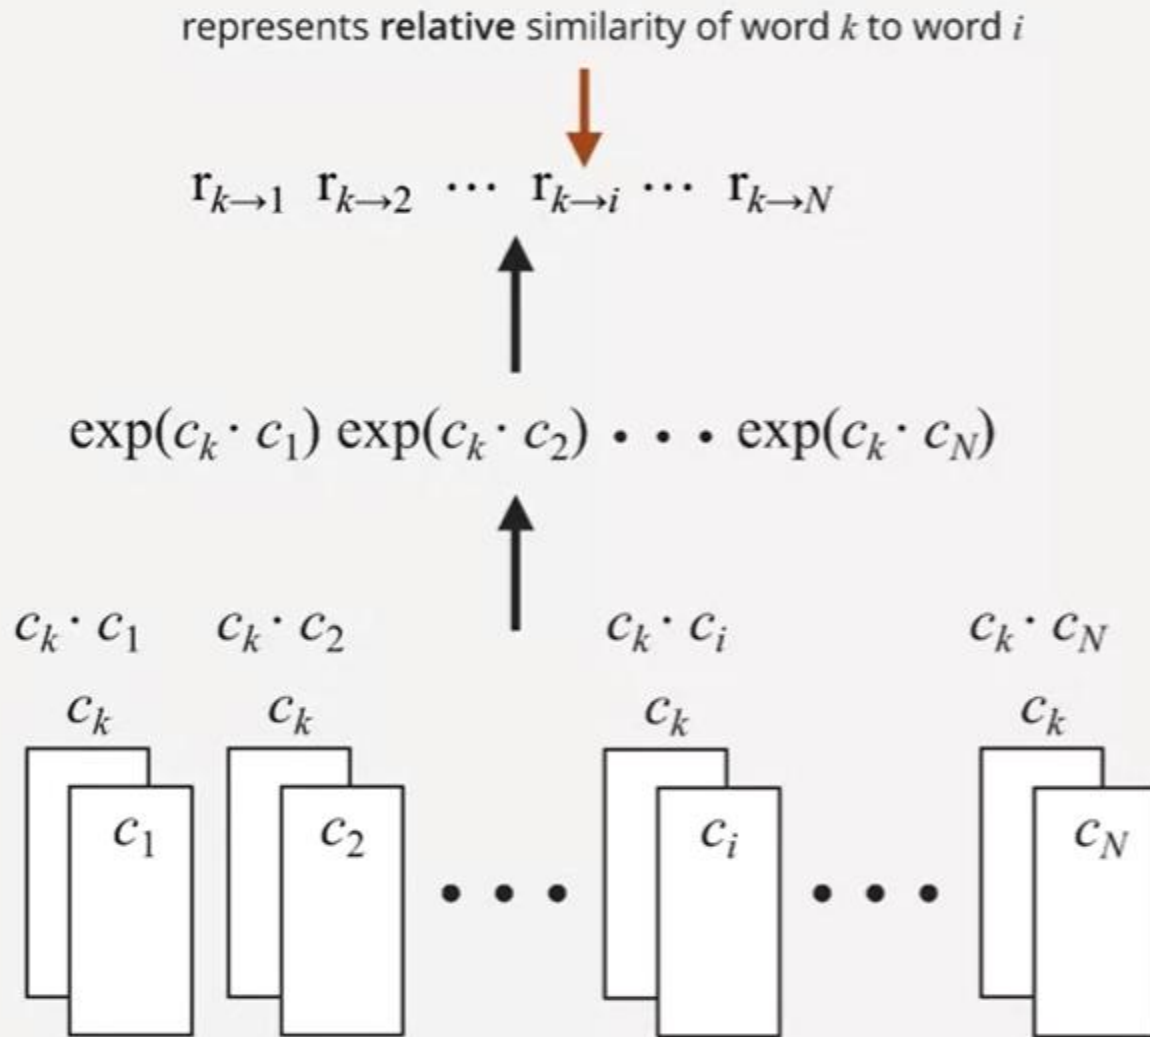 represents relative similarity of word k to word i
r_{k→1} r_{k→2} ⋯ r_{k→i} ⋯ r_{k→N}
exp(c_k · c_1) exp(c_k · c_2) • • • exp(c_k · c_N)
c_k · c_1 c_k · c_2 c_k · c_i c_k · c_N
c_k c_k c_k c_k
c_1 c_2 c_i c_N
• • • • • •